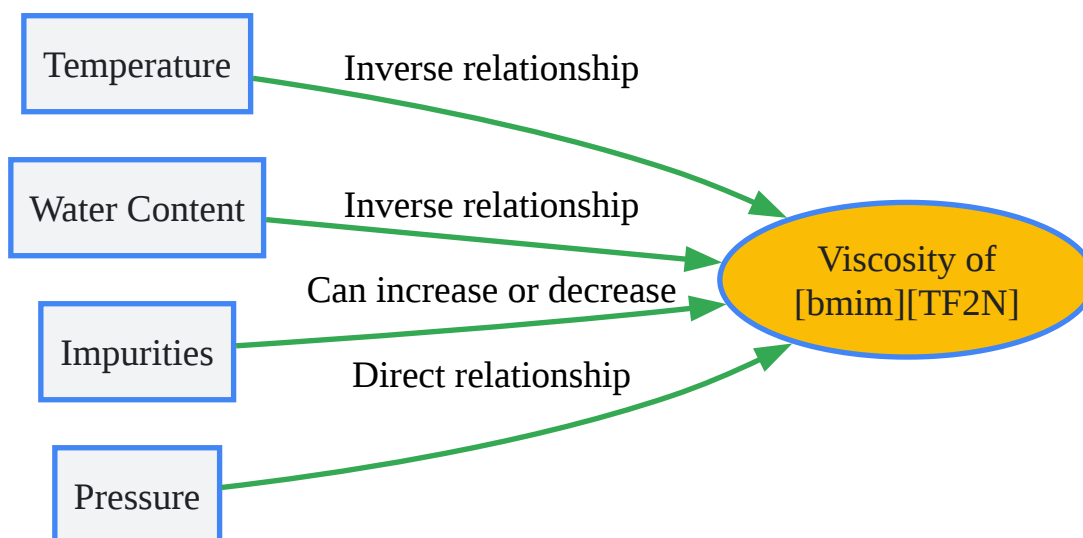 Temperature
Inverse relationship
Water Content
Inverse relationship
Impurities
Can increase or decrease
Pressure
Direct relationship
Viscosity of
[bmim][TF2N]